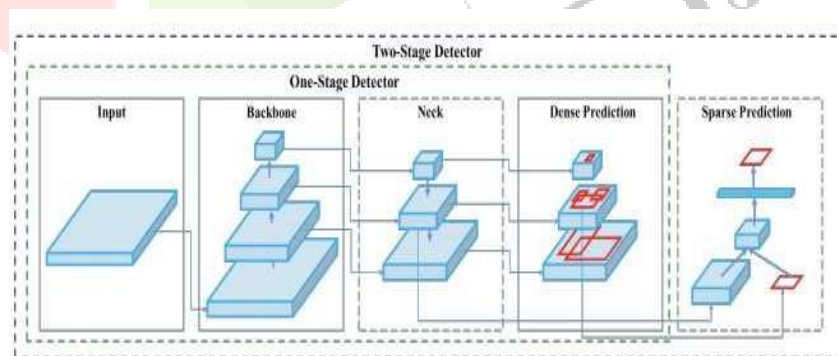 Two-Stage Detector
One-Stage Detector
Input
Backbone
Neck
Dense Prediction
Sparse Prediction